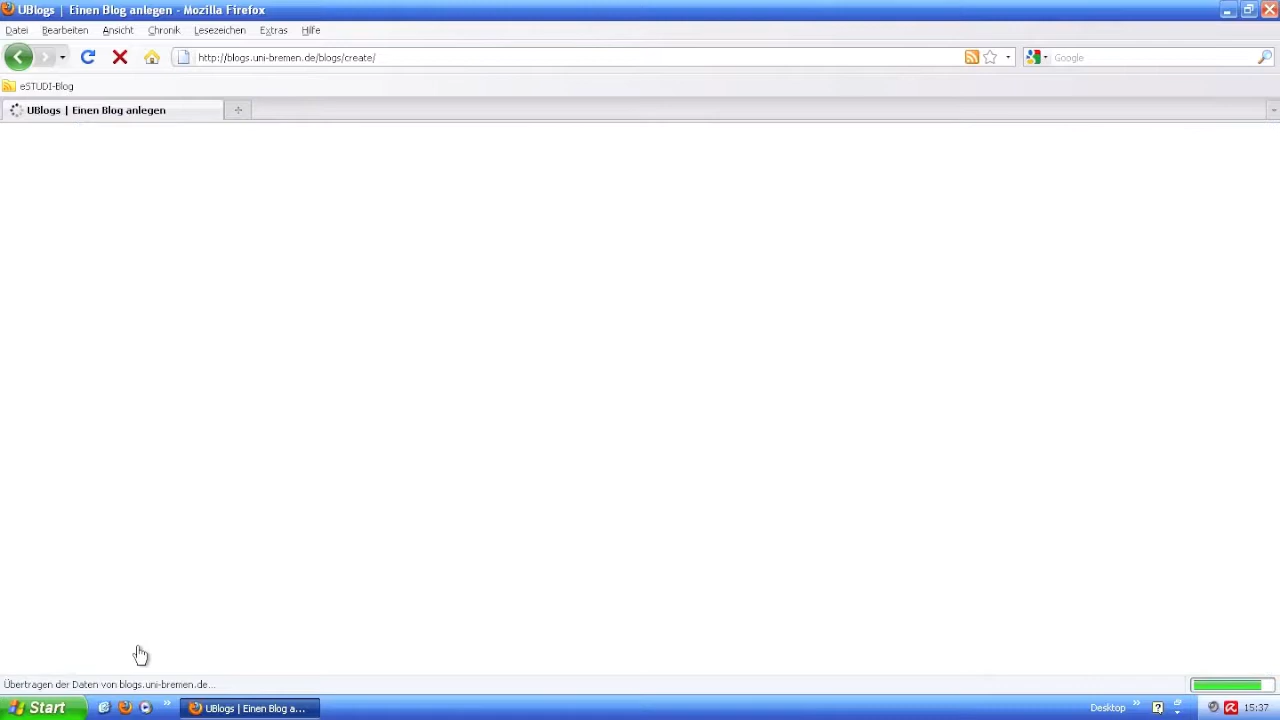 UBlogs | Einen Blog anlegen - Mozilla Firefox
Datei Bearbeiten Ansicht Chronik Lesezeichen Extras Hilfe
http://blogs.uni-bremen.de/blogs/create/ Google
eSTUDI-Blog
UBlogs | Einen Blog anlegen
Übertragen der Daten von blogs.uni-bremen.de...
Start UBlogs | Einen Blog a... Desktop 15:37